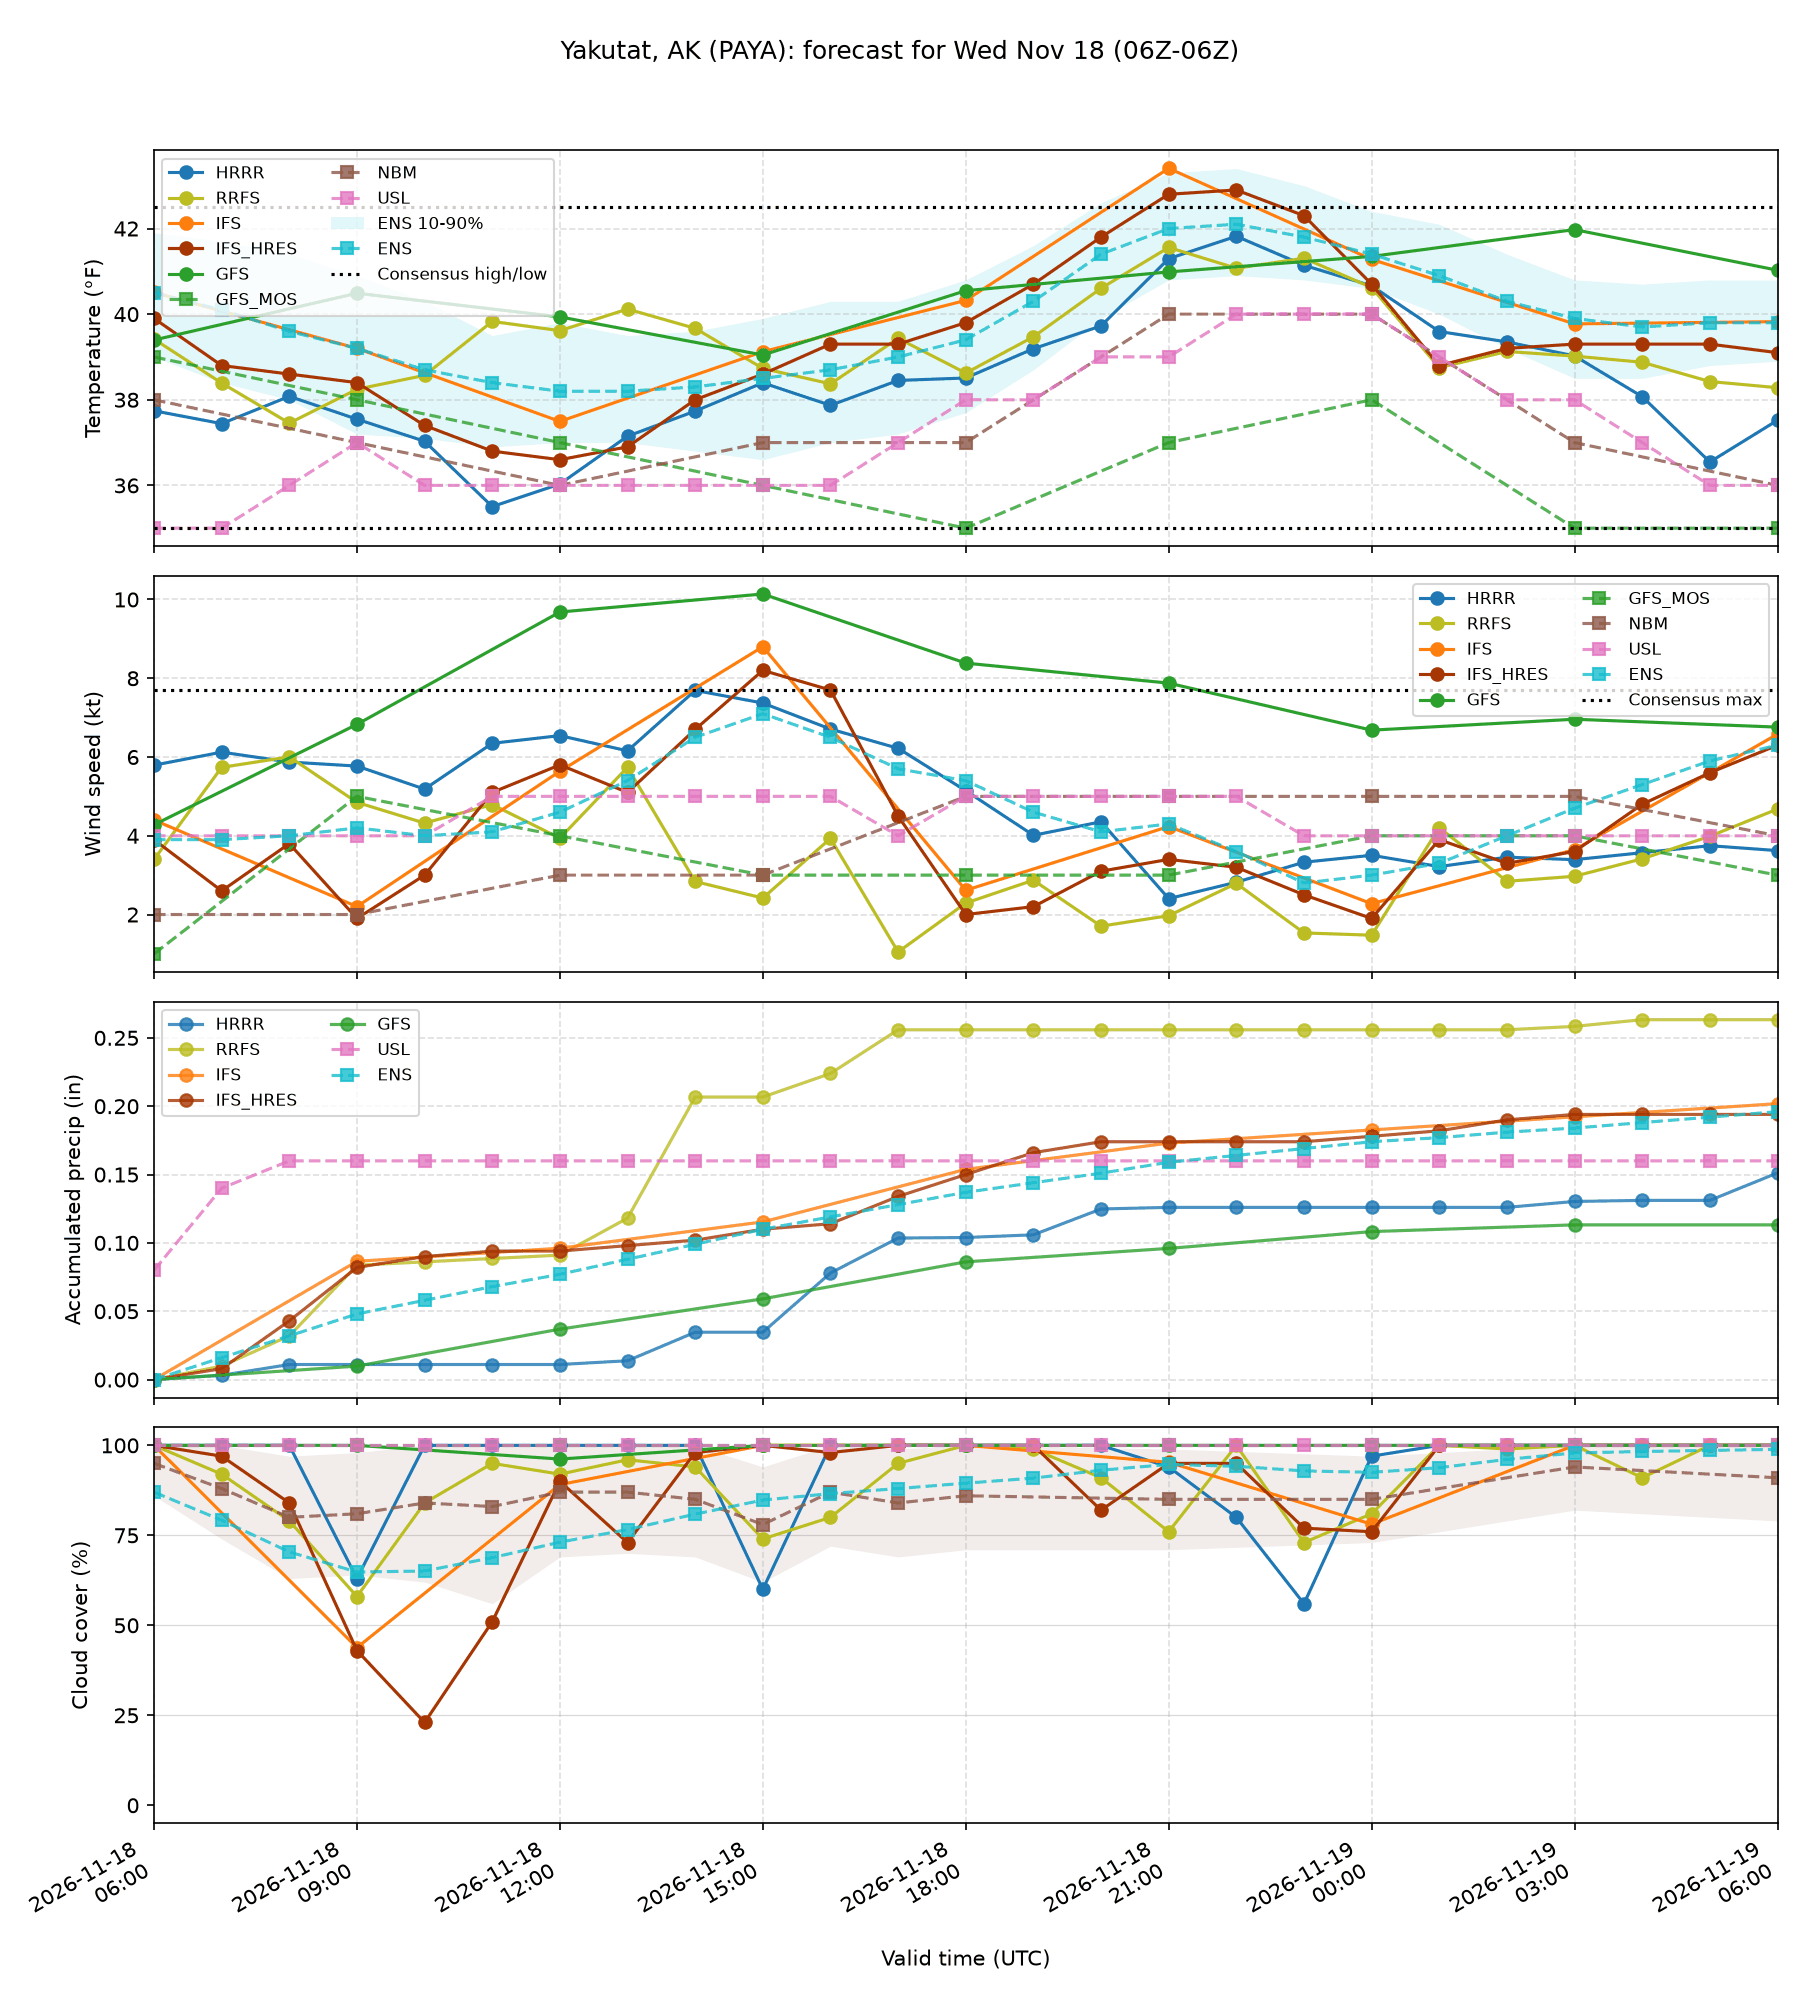 Yakutat, AK (PAYA): forecast for Wed Nov 18 (06Z-06Z)
Temperature (°F)
42
40
38
36
HRRR
RRFS
IFS
IFS_HRES
GFS
GFS_MOS
NBM
USL
ENS 10-90%
ENS
Consensus high/low
Wind speed (kt)
10
8
6
4
2
HRRR
RRFS
IFS
IFS_HRES
GFS
GFS_MOS
NBM
USL
ENS
Consensus max
Accumulated precip (in)
0.25
0.20
0.15
0.10
0.05
0.00
HRRR
RRFS
IFS
IFS_HRES
GFS
USL
ENS
Cloud cover (%)
100
75
50
25
0
2026-11-18
06:00
2026-11-18
09:00
2026-11-18
12:00
2026-11-18
15:00
2026-11-18
18:00
2026-11-18
21:00
2026-11-19
00:00
2026-11-19
03:00
2026-11-19
06:00
Valid time (UTC)